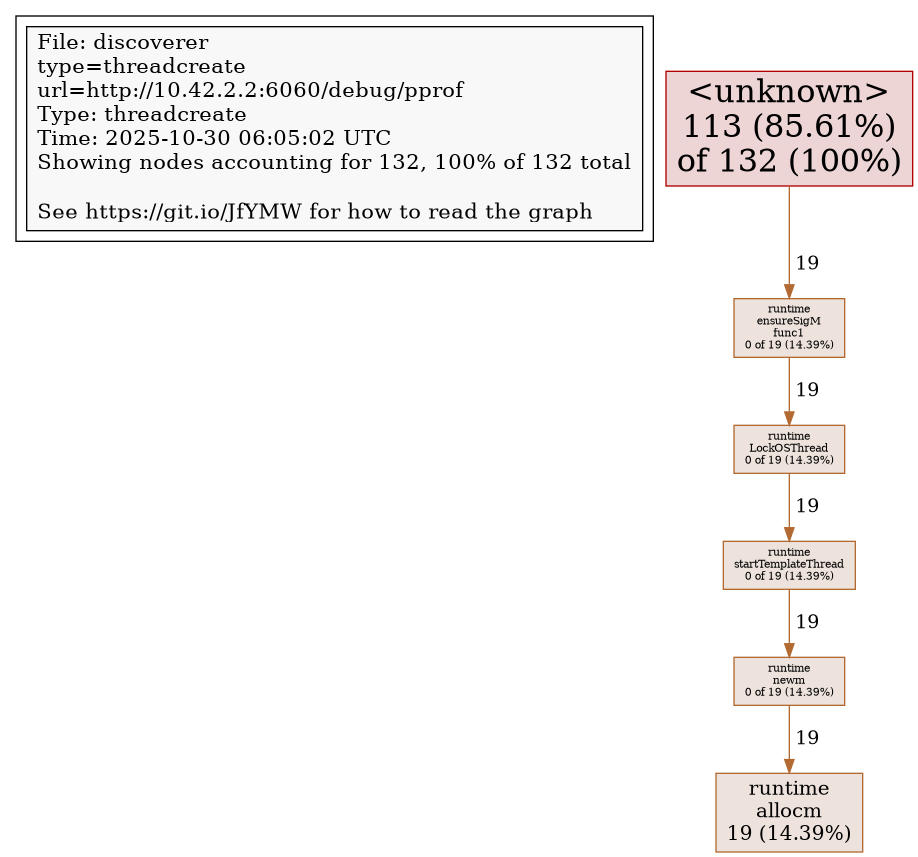 File: discoverer
type=threadcreate
url=http://10.42.2.2:6060/debug/pprof
Type: threadcreate
Time: 2025-10-30 06:05:02 UTC
Showing nodes accounting for 132, 100% of 132 total
See https://git.io/JfYMW for how to read the graph
<unknown>
113 (85.61%)
of 132 (100%)
19
runtime
ensureSigM
func1
0 of 19 (14.39%)
19
runtime
LockOSThread
0 of 19 (14.39%)
19
runtime
startTemplateThread
0 of 19 (14.39%)
19
runtime
newm
0 of 19 (14.39%)
19
runtime
allocm
19 (14.39%)